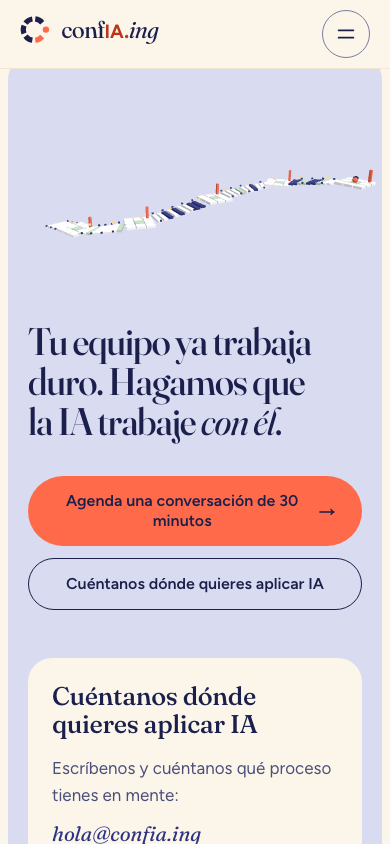 confIA.ing
Tu equipo ya trabaja
duro. Hagamos que
la IA trabaje con él.
Agenda una conversación de 30
minutos →
Cuéntanos dónde quieres aplicar IA
Cuéntanos dónde
quieres aplicar IA
Escríbenos y cuéntanos qué proceso
tienes en mente:
hola@confia.ing